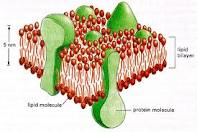 5 nm
lipid
bilayer
lipid molecule
protein molecule